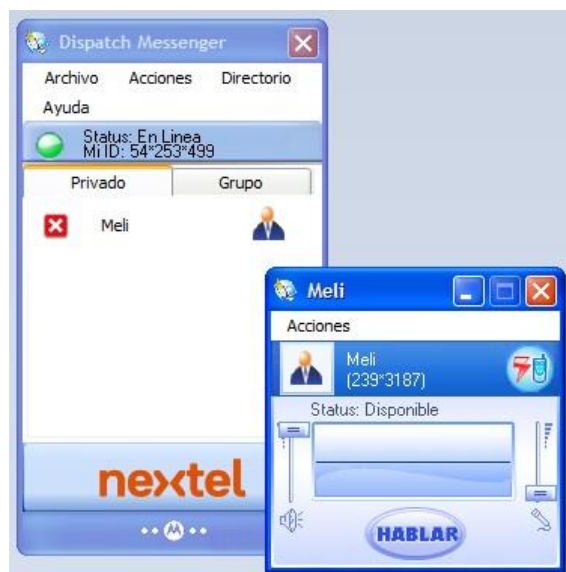 Dispatch Messenger
Archivo Acciones Directorio
Ayuda
Status: En Linea
Mi ID: 54*253*499
Privado Grupo
Meli
nextel
Meli
Acciones
Meli
(239*3187)
Status: Disponible
HABLAR